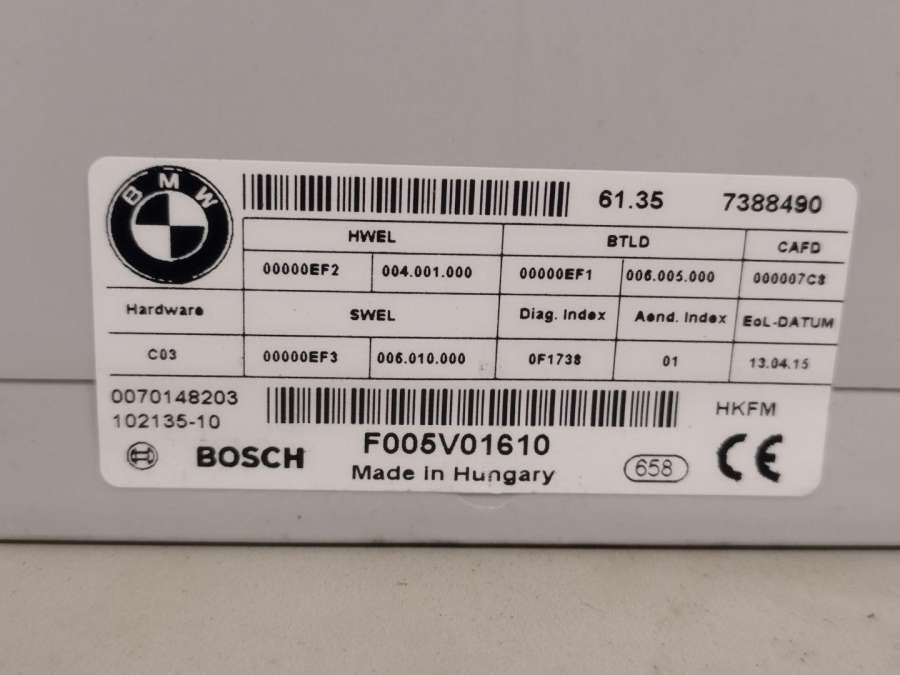 BMW
61.35 7388490
HWEL BTLD CAFD
00000EF2 004.001.000 00000EF1 006.005.000 000007C8
Hardware SWEL Diag. Index Aend. Index EoL-DATUM
C03 00000EF3 006.010.000 0F1738 01 13.04.15
0070148203
102135-10
HKFM
BOSCH F005V01610
Made in Hungary 658 CE